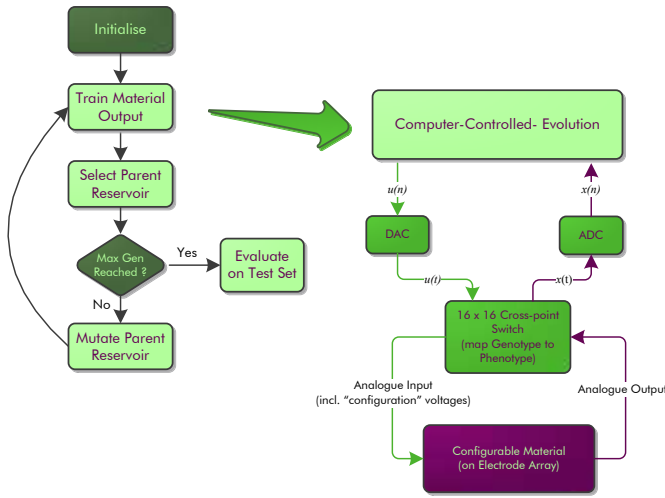 Initialise
Train Material
Output
Select Parent
Reservoir
Max Gen
Reached ?
Yes
Evaluate
on Test Set
No
Mutate Parent
Reservoir
Computer-Controlled- Evolution
u(n)
x(n)
DAC
ADC
u(t)
x(t)
16 x 16 Cross-point
Switch
(map Genotype to
Phenotype)
Analogue Input
(incl. “configuration” voltages)
Analogue Output
Configurable Material
(on Electrode Array)